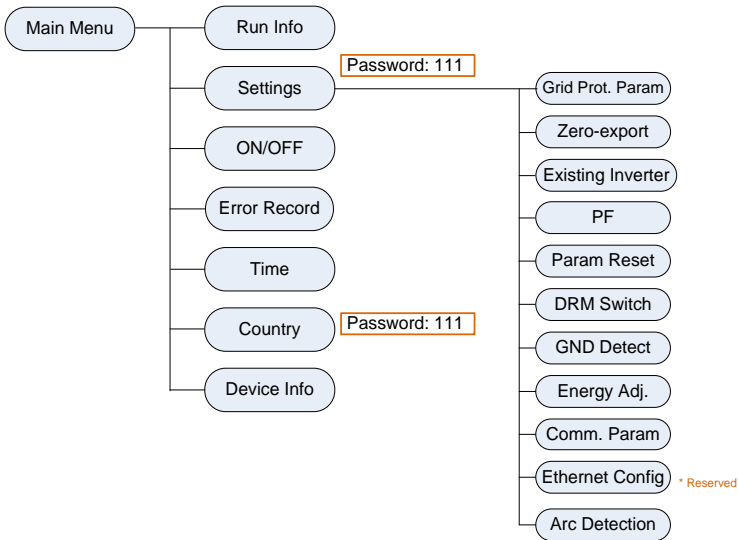 Main Menu
Run Info
Settings
Password: 111
ON/OFF
Error Record
Time
Country
Password: 111
Device Info
Grid Prot. Param
Zero-export
Existing Inverter
PF
Param Reset
DRM Switch
GND Detect
Energy Adj.
Comm. Param
Ethernet Config
* Reserved
Arc Detection